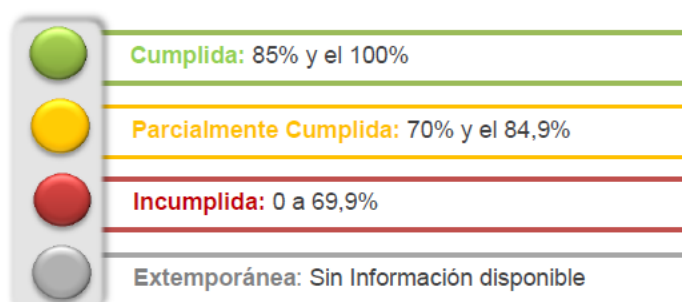 Cumplida: 85% y el 100%
Parcialmente Cumplida: 70% y el 84,9%
Incumplida: 0 a 69,9%
Extemporánea: Sin Información disponible